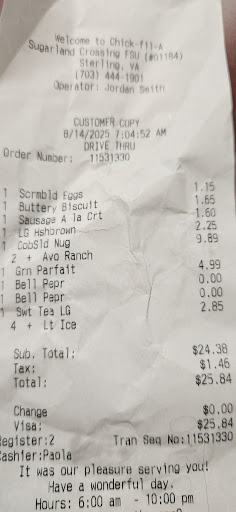 Welcome to Chick-fil-A
Sugarland Crossing FSU (#01184)
Sterling, VA
(703) 444-1901
Operator: Jordan Smith
CUSTOMER COPY
8/14/2025 7:04:52 AM
DRIVE THRU
Order Number: 11531330
1 Scrmbld Eggs 1.15
1 Buttery Biscuit 1.65
1 Sausage A la Crt 1.60
1 LG Hshbrown 2.25
1 CobSld Nug 9.89
2 + Avo Ranch
1 Grn Parfait 4.99
1 Bell Pepr 0.00
1 Bell Pepr 0.00
1 Swt Tea LG 2.85
4 + Lt Ice
Sub. Total: $24.38
Tax: $1.46
Total: $25.84
Change $0.00
Visa: $25.84
Register:2 Tran Seq No:11531330
Cashier:Paola
It was our pleasure serving you!
Have a wonderful day.
Hours: 6:00 am - 10:00 pm